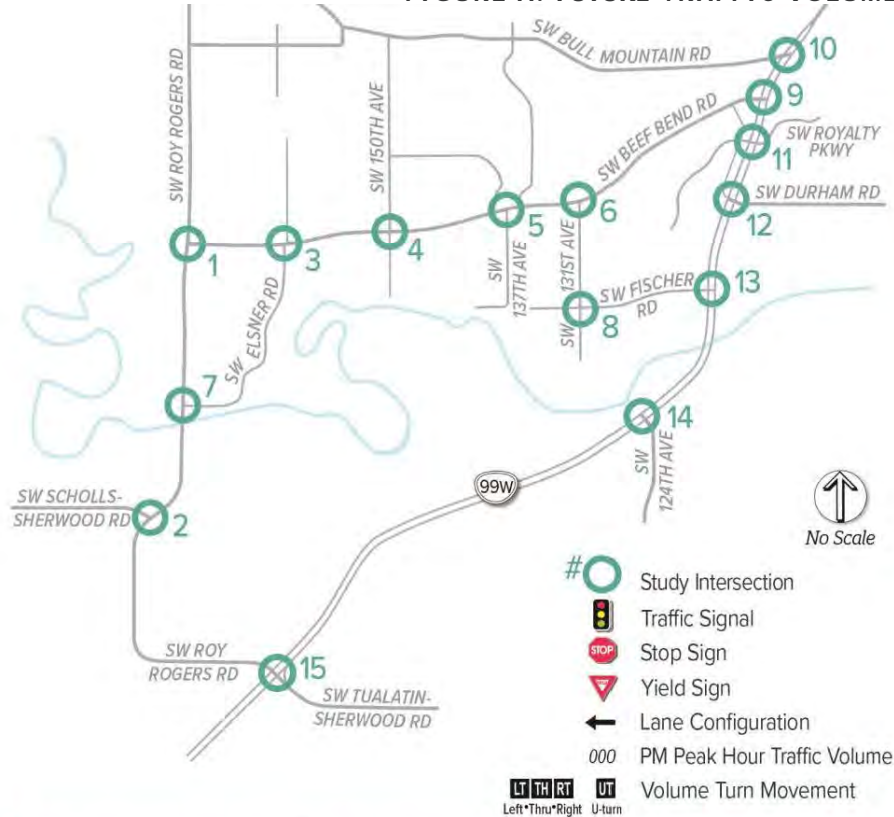 SW BULL
MOUNTAIN RD
10
SW ROY ROGERS RD
SW 150TH AVE
SW BEEF BEND RD
9
SW ROYALTY
PKWY
11
SW DURHAM RD
12
1
3
4
5
6
SW
137TH AVE
SW
131ST AVE
SW FISCHER
RD
13
8
SW
ELSNER RD
7
14
SW
124TH AVE
99W
SW SCHOLLS-
SHERWOOD RD
2
No Scale
SW ROY
ROGERS RD
15
SW TUALATIN-
SHERWOOD RD
# Study Intersection
Traffic Signal
STOP Stop Sign
Yield Sign
Lane Configuration
000 PM Peak Hour Traffic Volume
LT TH RT UT Volume Turn Movement
Left•Thru•Right U-turn